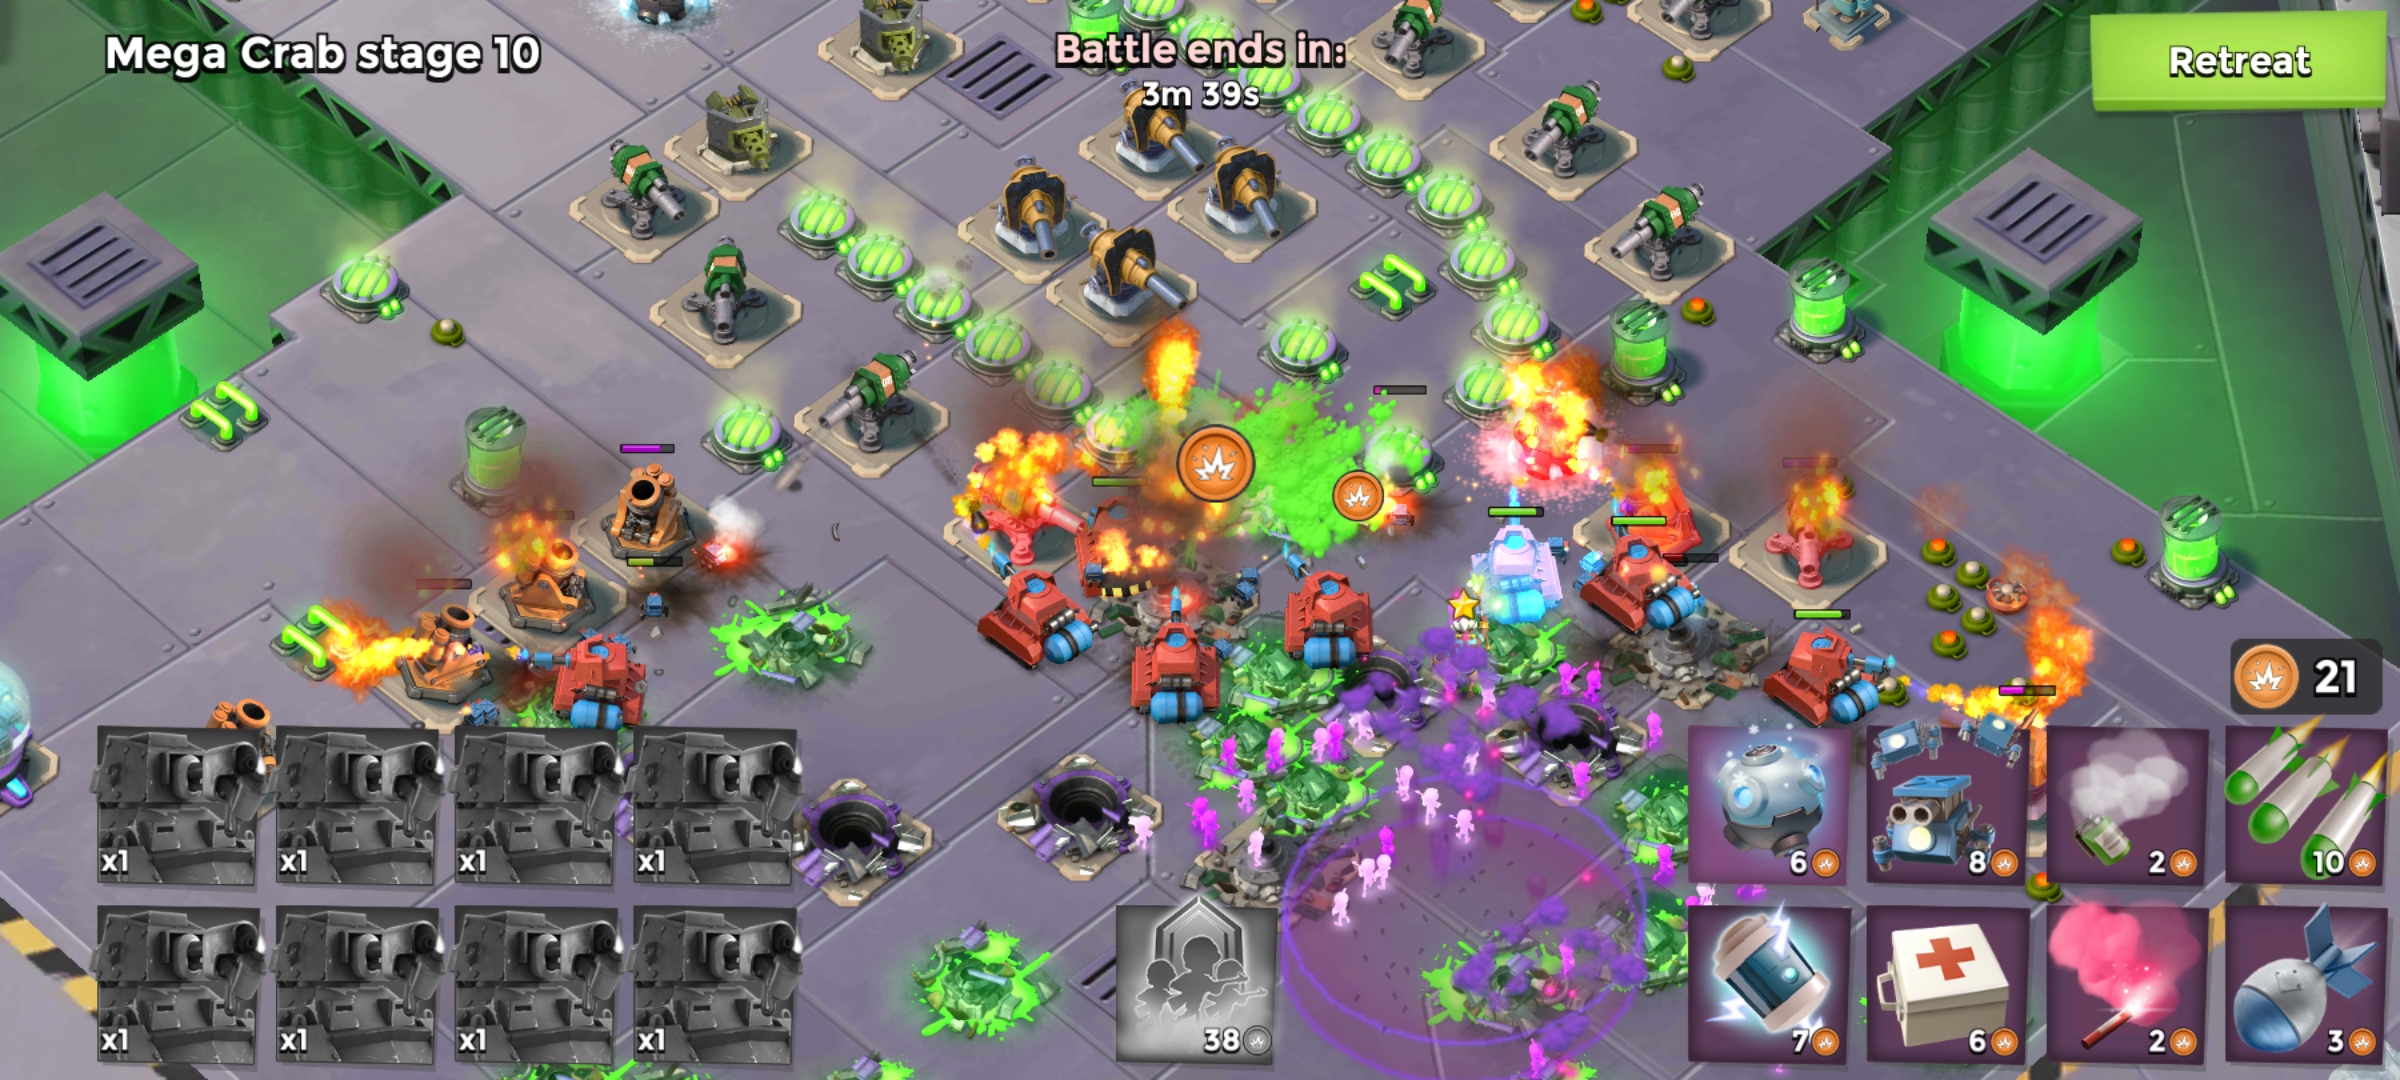 Mega Crab stage 10
Battle ends in:
3m 39s
Retreat
21
x1
x1
x1
x1
6
8
2
10
x1
x1
x1
x1
38
7
6
2
3